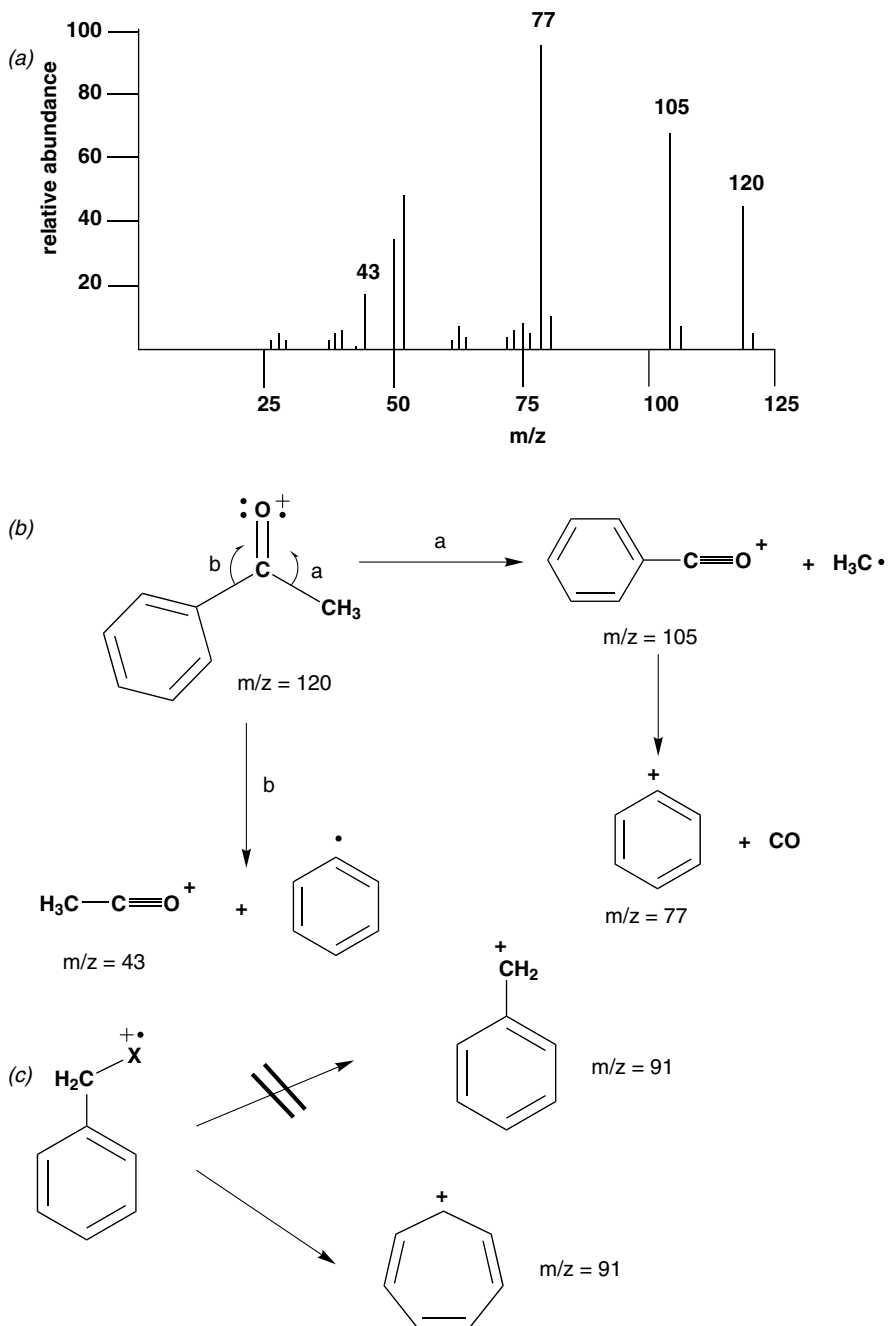 (a)
relative abundance
100
80
60
40
20
43
77
105
120
25
50
75
100
125
m/z
(b)
O +
b
C
a
CH3
m/z = 120
a
C≡O +
+ H3C•
m/z = 105
+
+ CO
m/z = 77
b
H3C—C≡O +
+
m/z = 43
(c)
+•
X
H2C
+
CH2
m/z = 91
+
m/z = 91